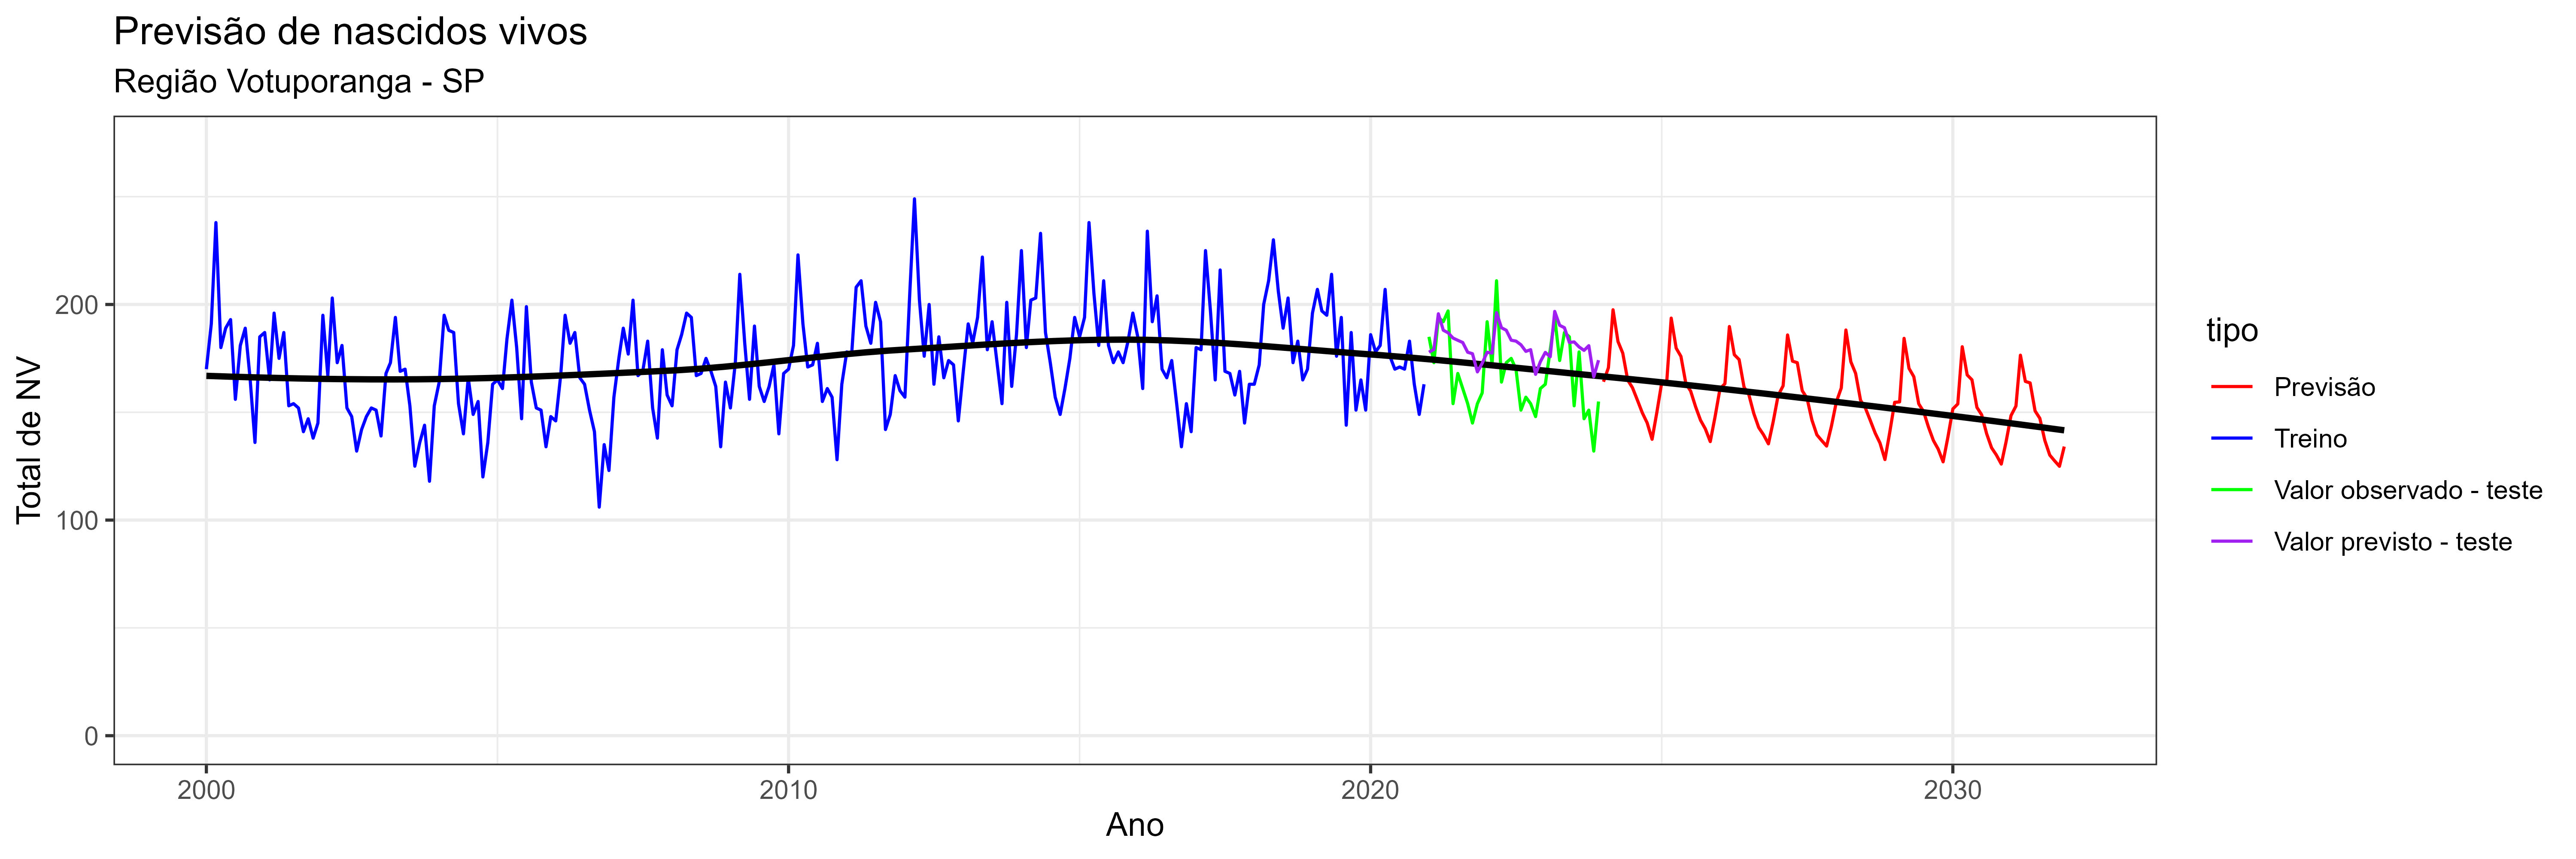 Previsão de nascidos vivos
Região Votuporanga - SP
Total de NV
200
100
0
2000
2010
2020
2030
Ano
tipo
Previsão
Treino
Valor observado - teste
Valor previsto - teste